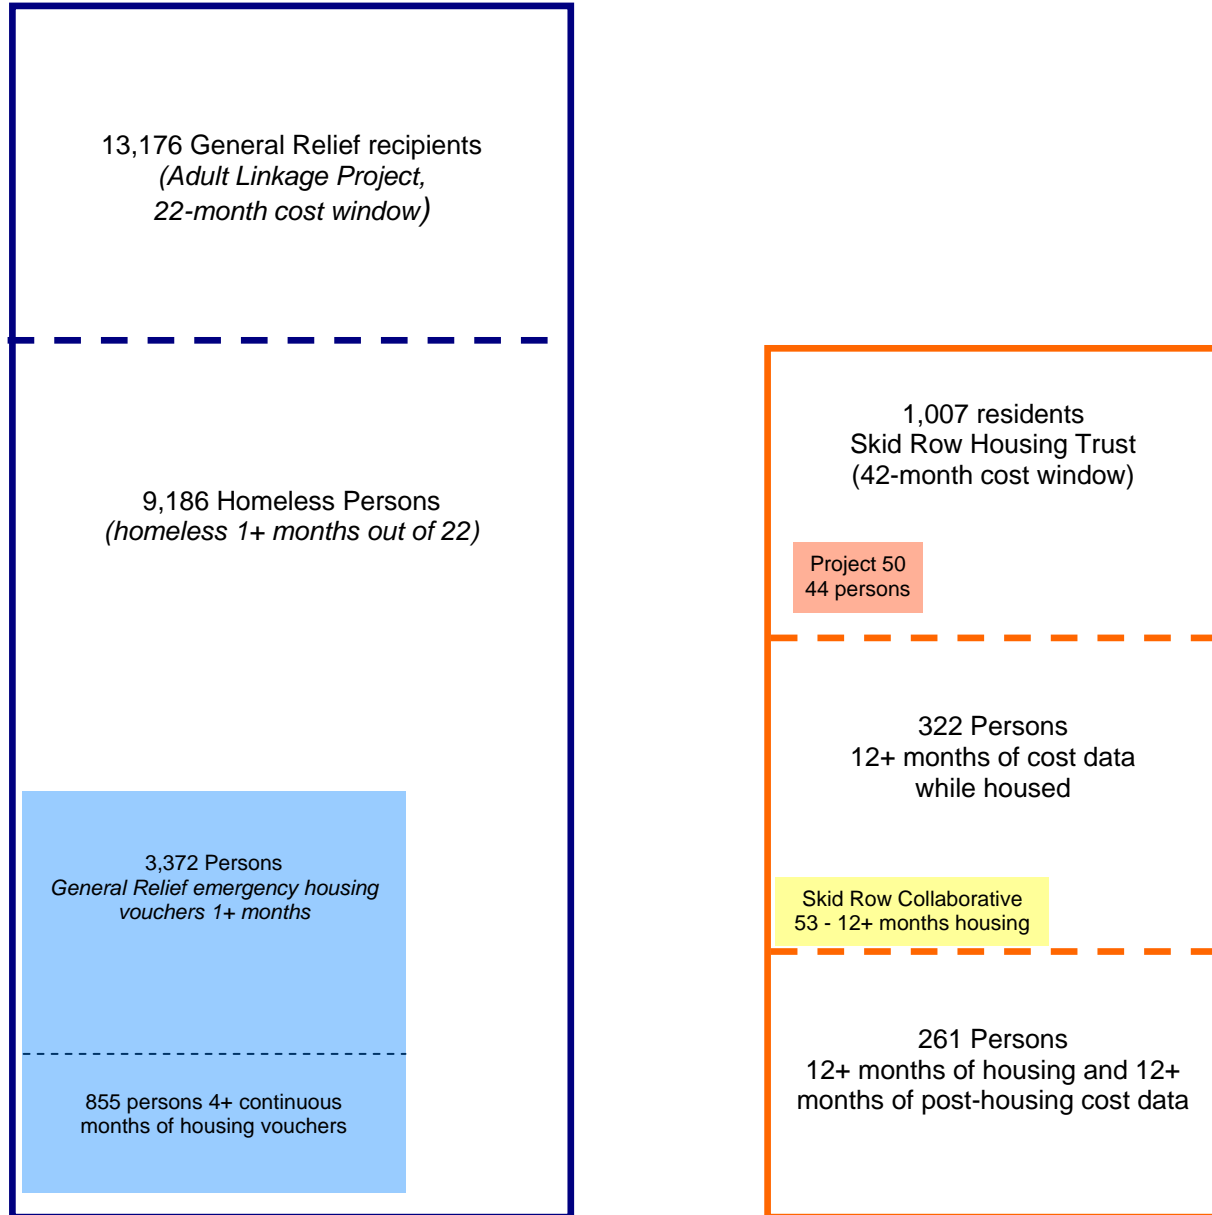 13,176 General Relief recipients
(Adult Linkage Project,
22-month cost window)
9,186 Homeless Persons
(homeless 1+ months out of 22)
3,372 Persons
General Relief emergency housing
vouchers 1+ months
855 persons 4+ continuous
months of housing vouchers
1,007 residents
Skid Row Housing Trust
(42-month cost window)
Project 50
44 persons
322 Persons
12+ months of cost data
while housed
Skid Row Collaborative
53 - 12+ months housing
261 Persons
12+ months of housing and 12+
months of post-housing cost data